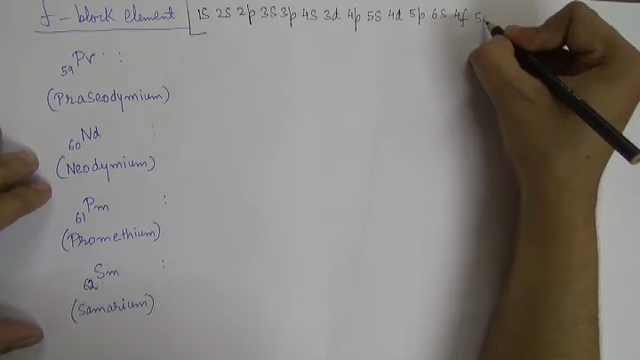 f-block element 1S 2S 2p 3S 3p 4S 3d 4p 5S 4d 5p 6S 4f 5d
59Pr :
(Praseodymium)
60Nd :
(Neodymium)
61Pm :
(Promethium)
62Sm :
(Samarium)